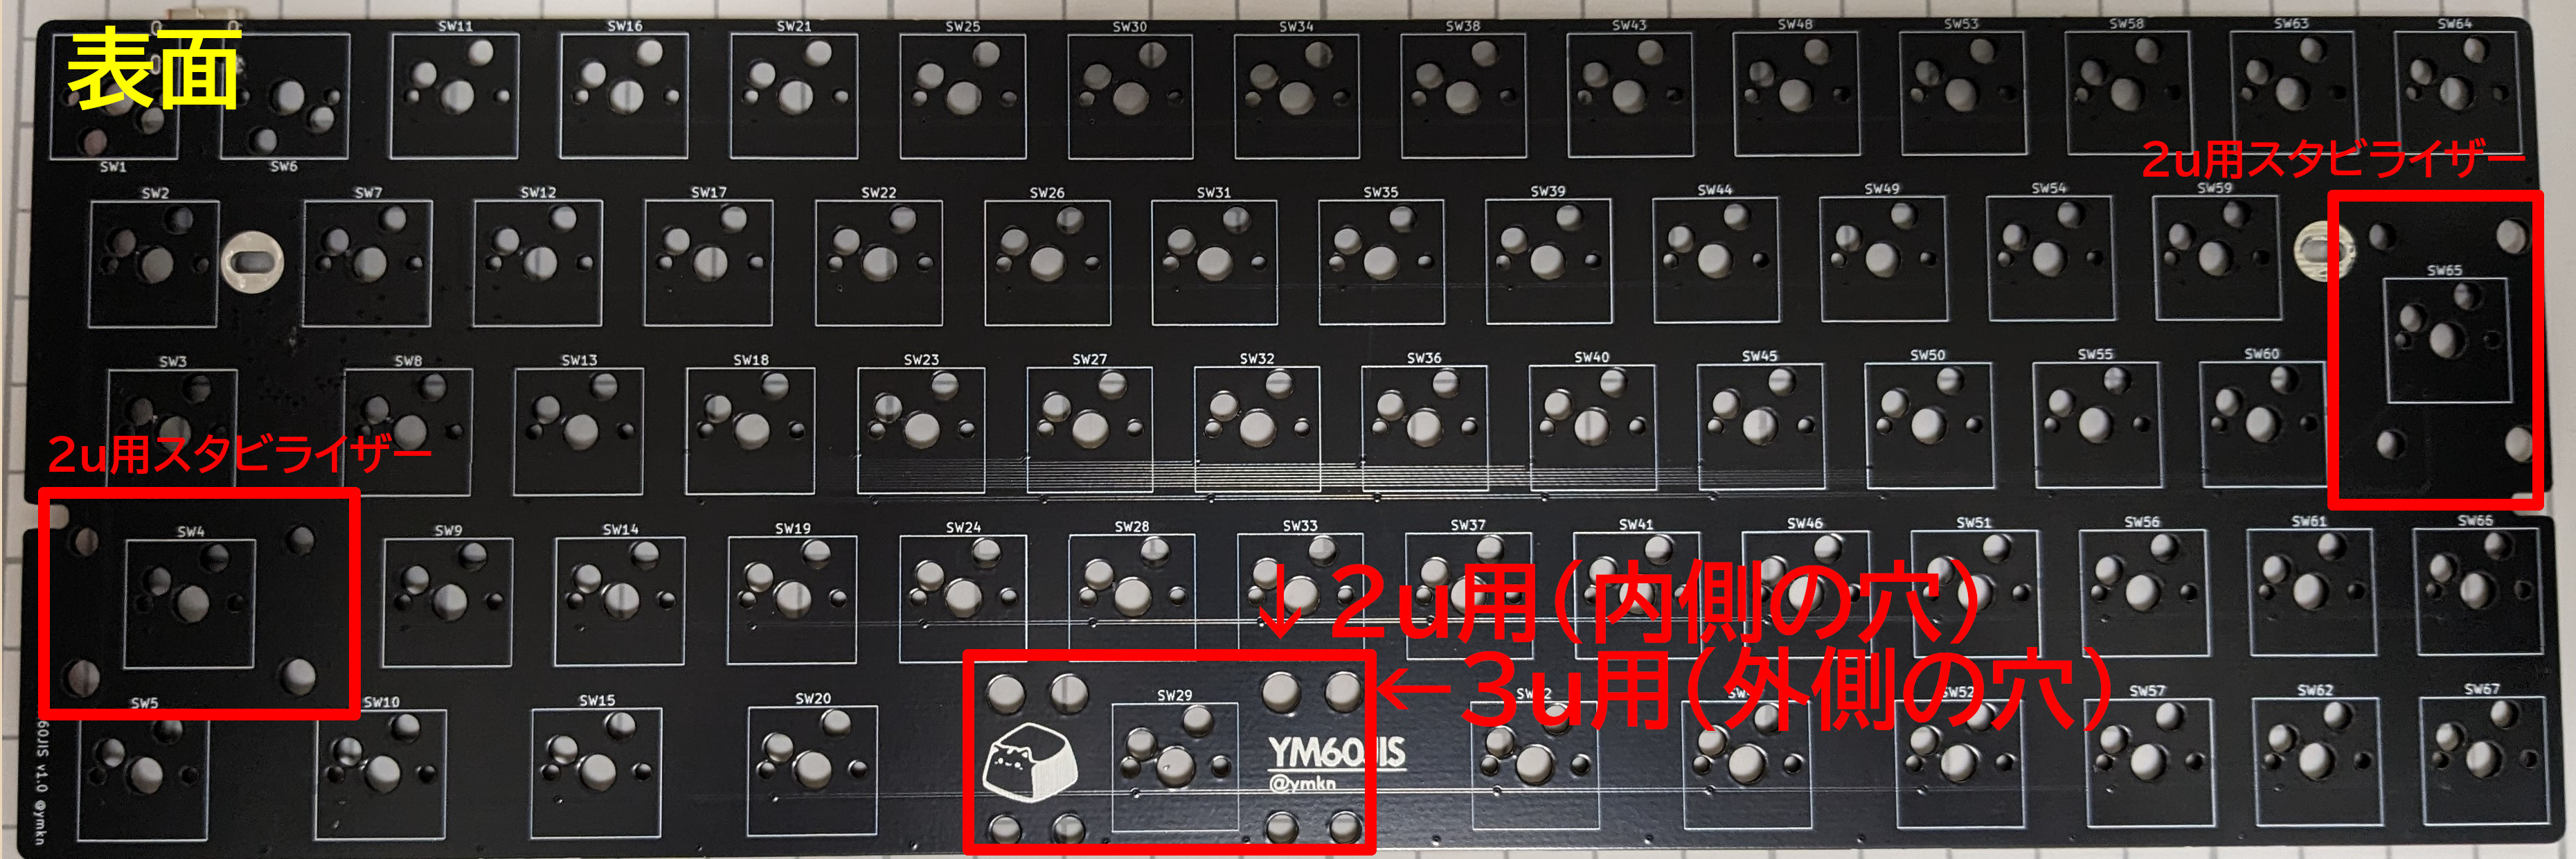 表面
SW11 SW16 SW21 SW25 SW30 SW34 SW38 SW43 SW48 SW53 SW58 SW63 SW64
SW1 SW6
2u用スタビライザー
SW2 SW7 SW12 SW17 SW22 SW26 SW31 SW35 SW39 SW44 SW49 SW54 SW59
SW65
SW3 SW8 SW13 SW18 SW23 SW27 SW32 SW36 SW40 SW45 SW50 SW55 SW60
2u用スタビライザー
SW4 SW9 SW14 SW19 SW24 SW28 SW33 SW37 SW41 SW46 SW51 SW56 SW61 SW66
↓2u用(内側の穴)
←3u用(外側の穴)
SW5 SW10 SW15 SW20 SW29 SW52 SW57 SW62 SW67
YM60JIS
@ymkn
60JIS v1.0 @ymkn